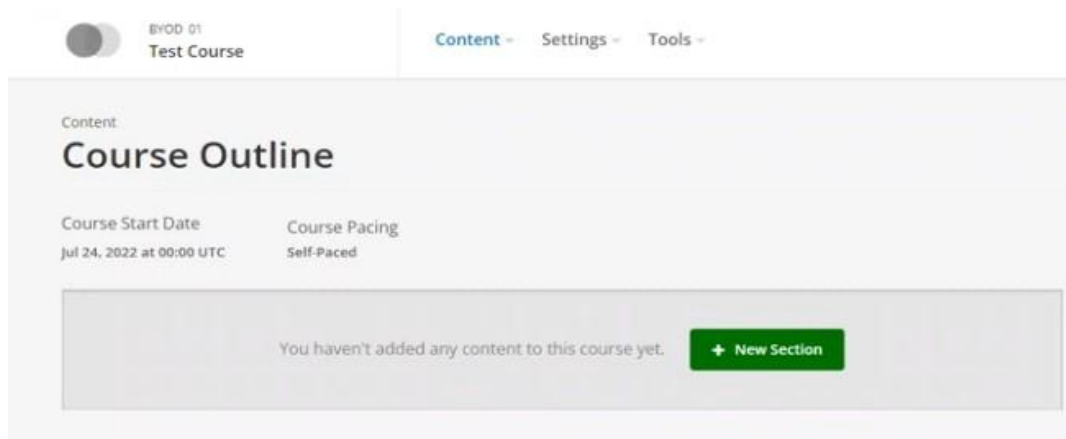 BYOD 01
Test Course
Content
Settings
Tools
Content
Course Outline
Course Start Date
Jul 24, 2022 at 00:00 UTC
Course Pacing
Self-Paced
You haven't added any content to this course yet.
+ New Section